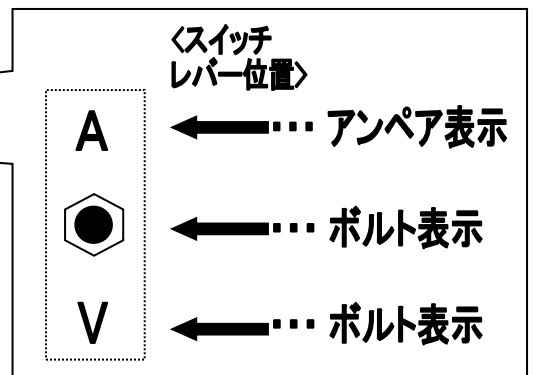 〈スイッチ
レバー位置〉
A ･･･ アンペア表示
･･･ ボルト表示
V ･･･ ボルト表示